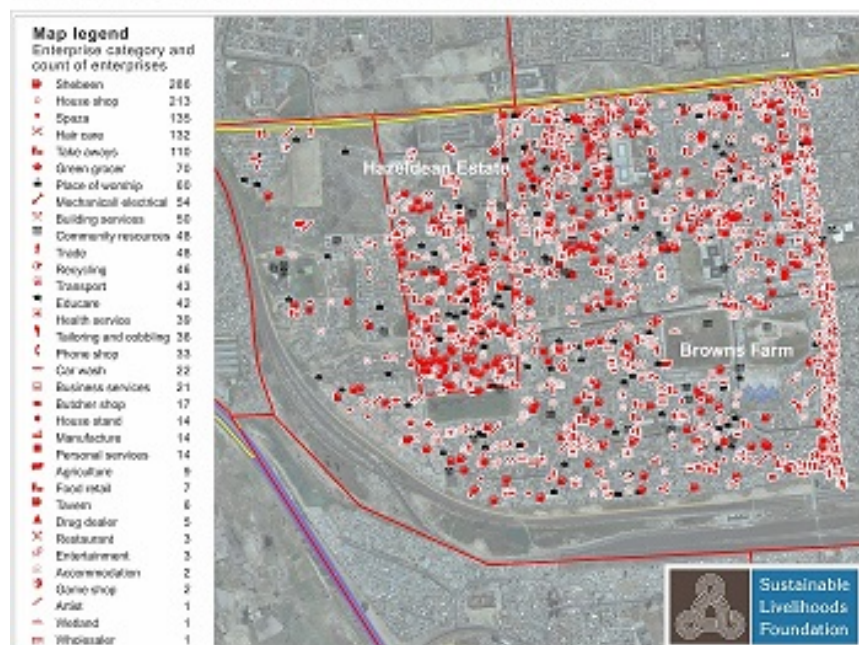 Map legend
Enterprise category and
count of enterprises
Shebeen 286
House shop 213
Spaza 135
Hair care 132
Take aways 110
Green grocer 70
Place of worship 60
Mechanical/ electrical 54
Building services 50
Community resources 48
Trade 48
Recycling 46
Transport 43
Educare 42
Health service 39
Tailoring and cobbling 36
Phone shop 33
Car wash 22
Business services 21
Butcher shop 17
House stand 14
Manufacture 14
Personal services 14
Agriculture 9
Food retail 7
Tavern 6
Drug dealer 5
Restaurant 3
Entertainment 3
Accommodation 2
Game shop 2
Artist 1
Wetland 1
Wholesaler 1
Hazeldean Estate
Browns Farm
Sustainable
Livelihoods
Foundation